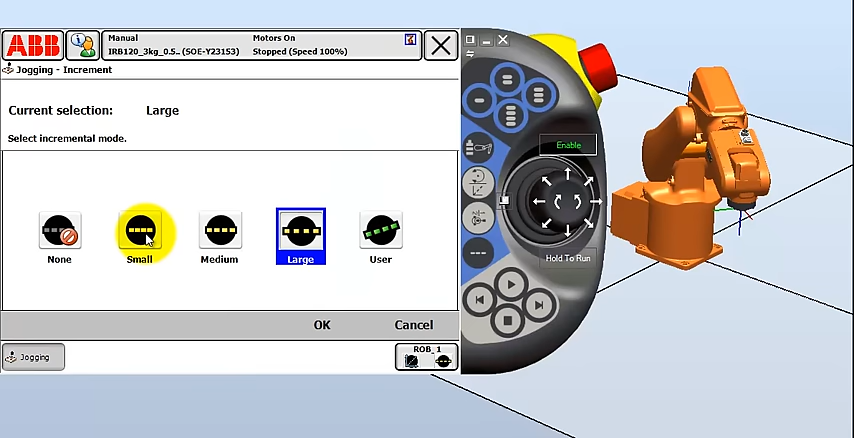 ABB
Manual
IRB120_3kg_0.5.. (SOE-Y23153)
Motors On
Stopped (Speed 100%)
Jogging - Increment
Current selection: Large
Select incremental mode.
None
Small
Medium
Large
User
OK
Cancel
Jogging
ROB_1
Enable
Hold To Run